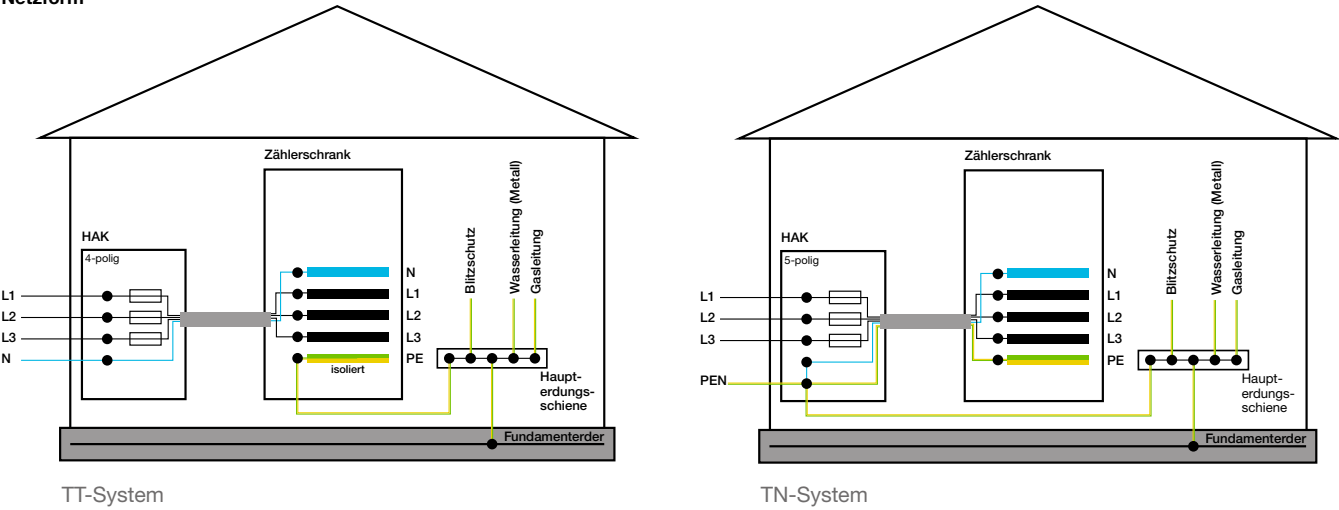 Netzform
Zählerschrank
HAK
4-polig
L1
L2
L3
N
N
L1
L2
L3
PE
isoliert
Blitzschutz
Wasserleitung (Metall)
Gasleitung
Haupt-
erdungs-
schiene
Fundamenterder
TT-System
Zählerschrank
HAK
5-polig
L1
L2
L3
PEN
N
L1
L2
L3
PE
Blitzschutz
Wasserleitung (Metall)
Gasleitung
Haupt-
erdungs-
schiene
Fundamenterder
TN-System